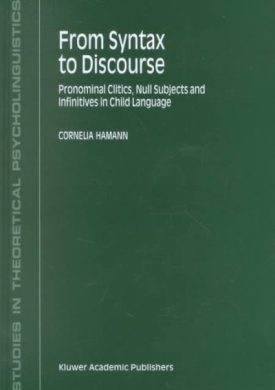 STUDIES IN THEORETICAL PSYCHOLINGUISTICS
From Syntax
to Discourse
Pronominal Clitics, Null Subjects and
Infinitives in Child Language
CORNELIA HAMANN
Kluwer Academic Publishers